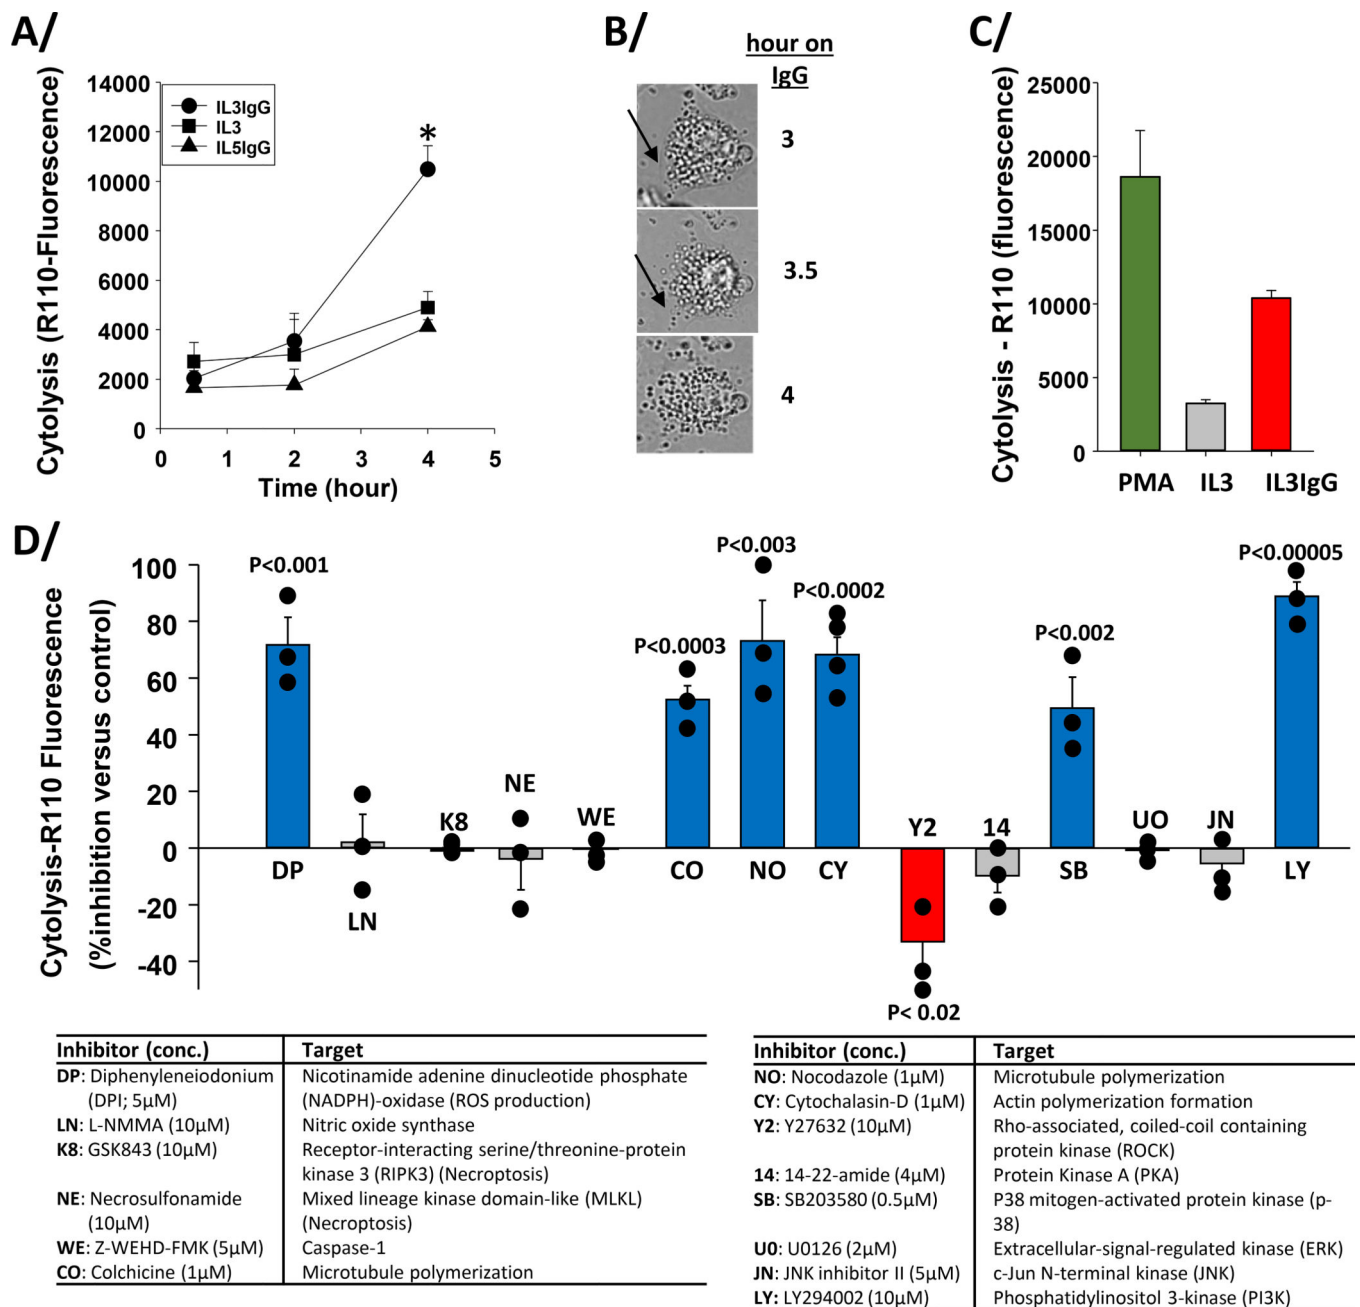 A/
Cytolysis (R110-Fluorescence)
14000
12000
10000
8000
6000
4000
2000
0
IL3IgG
IL3
IL5IgG
*
0 1 2 3 4 5
Time (hour)
B/
hour on
IgG
3
3.5
4
C/
Cytolysis - R110 (fluorescence)
25000
20000
15000
10000
5000
0
PMA IL3 IL3IgG
D/
Cytolysis-R110 Fluorescence
(%inhibition versus control)
100
80
60
40
20
0
-20
-40
P<0.001
P<0.0003
P<0.003
P<0.0002
P<0.002
P<0.00005
P< 0.02
DP
LN
K8
NE
WE
CO
NO
CY
Y2
14
SB
UO
JN
LY
Inhibitor (conc.) Target
DP: Diphenyleneiodonium Nicotinamide adenine dinucleotide phosphate
(DPI; 5µM) (NADPH)-oxidase (ROS production)
LN: L-NMMA (10µM) Nitric oxide synthase
K8: GSK843 (10µM) Receptor-interacting serine/threonine-protein
kinase 3 (RIPK3) (Necroptosis)
NE: Necrosulfonamide Mixed lineage kinase domain-like (MLKL)
(10µM) (Necroptosis)
WE: Z-WEHD-FMK (5µM) Caspase-1
CO: Colchicine (1µM) Microtubule polymerization
Inhibitor (conc.) Target
NO: Nocodazole (1µM) Microtubule polymerization
CY: Cytochalasin-D (1µM) Actin polymerization formation
Y2: Y27632 (10µM) Rho-associated, coiled-coil containing
protein kinase (ROCK)
14: 14-22-amide (4µM) Protein Kinase A (PKA)
SB: SB203580 (0.5µM) P38 mitogen-activated protein kinase (p-
38)
U0: U0126 (2µM) Extracellular-signal-regulated kinase (ERK)
JN: JNK inhibitor II (5µM) c-Jun N-terminal kinase (JNK)
LY: LY294002 (10µM) Phosphatidylinositol 3-kinase (PI3K)